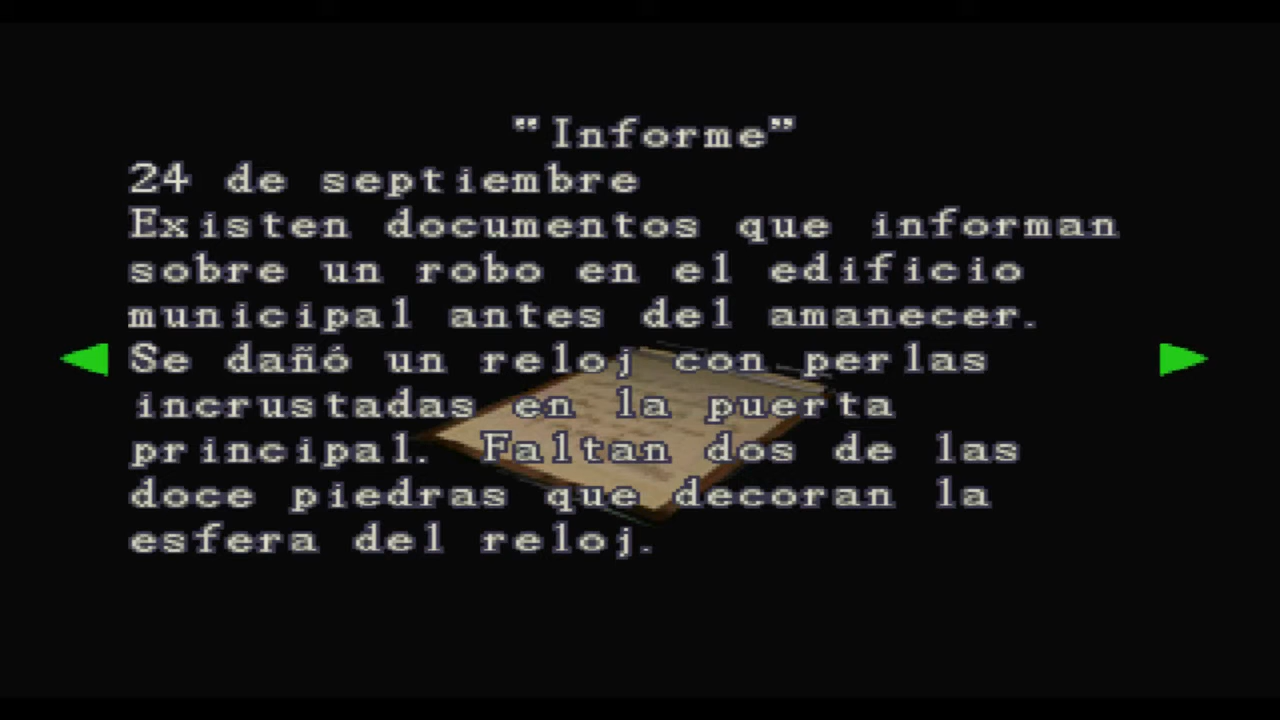 "Informe"
24 de septiembre
Existen documentos que informan
sobre un robo en el edificio
municipal antes del amanecer.
Se dañó un reloj con perlas
incrustadas en la puerta
principal. Faltan dos de las
doce piedras que decoran la
esfera del reloj.